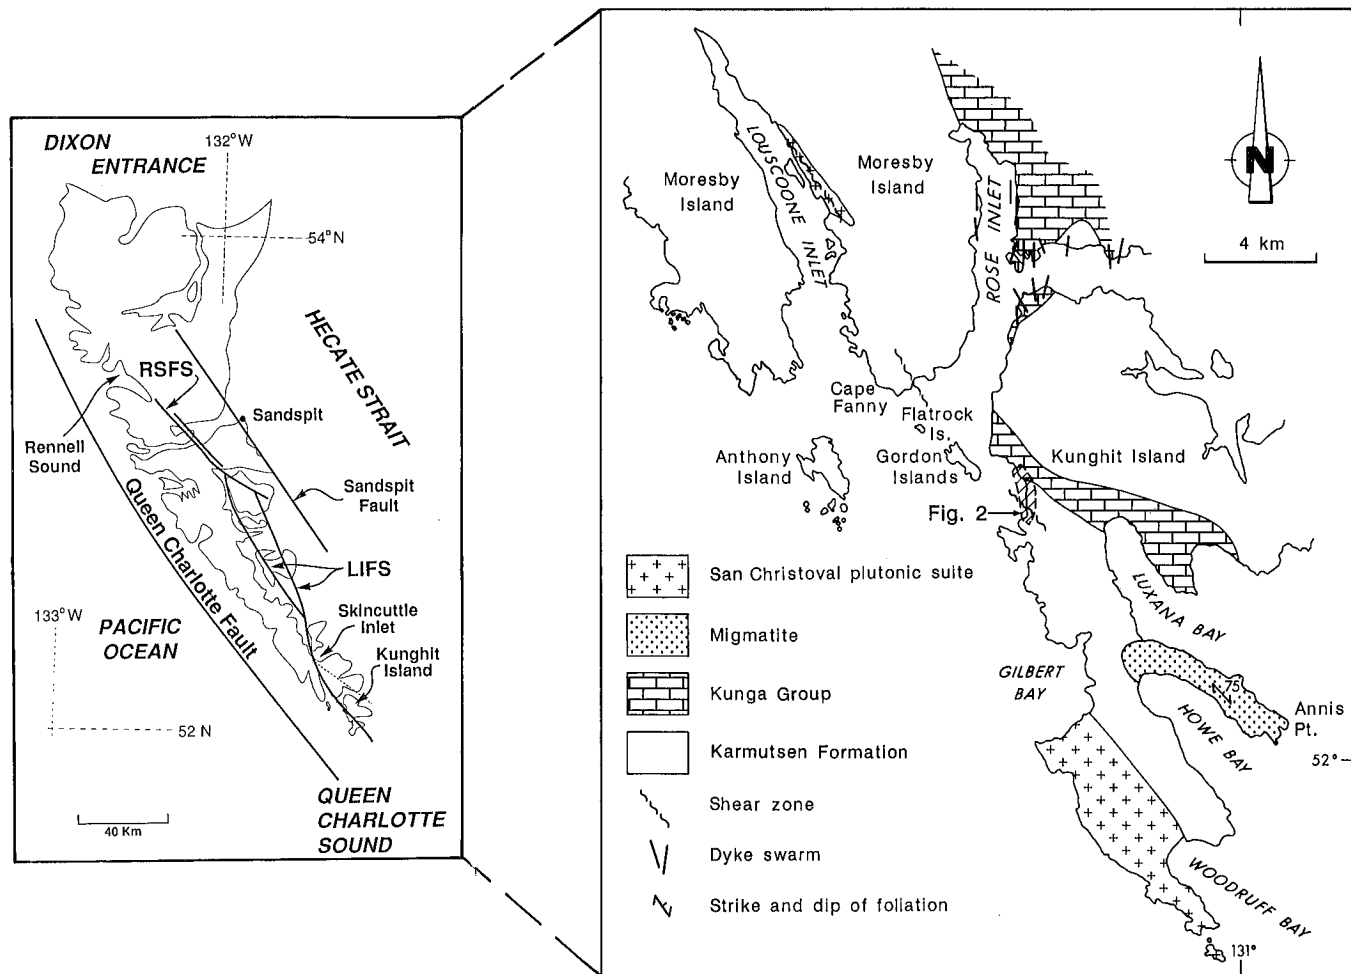 DIXON
ENTRANCE
132°W
54°N
HECATE STRAIT
RSFS
Sandspit
Rennell
Sound
Sandspit
Fault
Queen Charlotte Fault
LIFS
Skincuttle
Inlet
133°W
PACIFIC
OCEAN
Kunghit
Island
52 N
QUEEN
CHARLOTTE
SOUND
40 Km
LOUSCOONE INLET
Moresby
Island
Moresby
Island
ROSE INLET
N
4 km
Cape
Fanny
Flatrock
Is.
Anthony
Island
Gordon
Islands
Kunghit Island
Fig. 2
San Christoval plutonic suite
Migmatite
Kunga Group
Karmutsen Formation
Shear zone
Dyke swarm
Strike and dip of foliation
LUXANA BAY
GILBERT
BAY
75
HOWE BAY
Annis
Pt.
52°
WOODRUFF BAY
131°